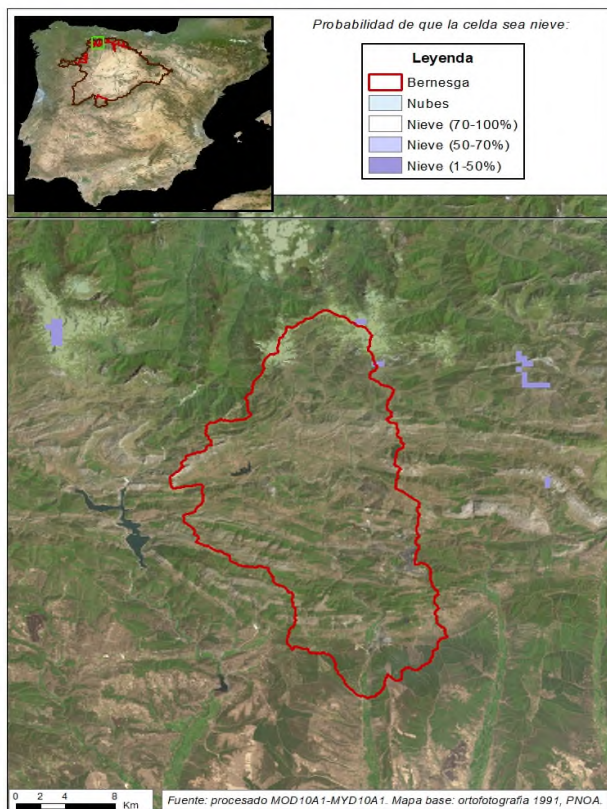 Probabilidad de que la celda sea nieve:
Leyenda
Bernesga
Nubes
Nieve (70-100%)
Nieve (50-70%)
Nieve (1-50%)
0 2 4 8
Km
Fuente: procesado MOD10A1-MYD10A1. Mapa base: ortofotografia 1991, PNOA